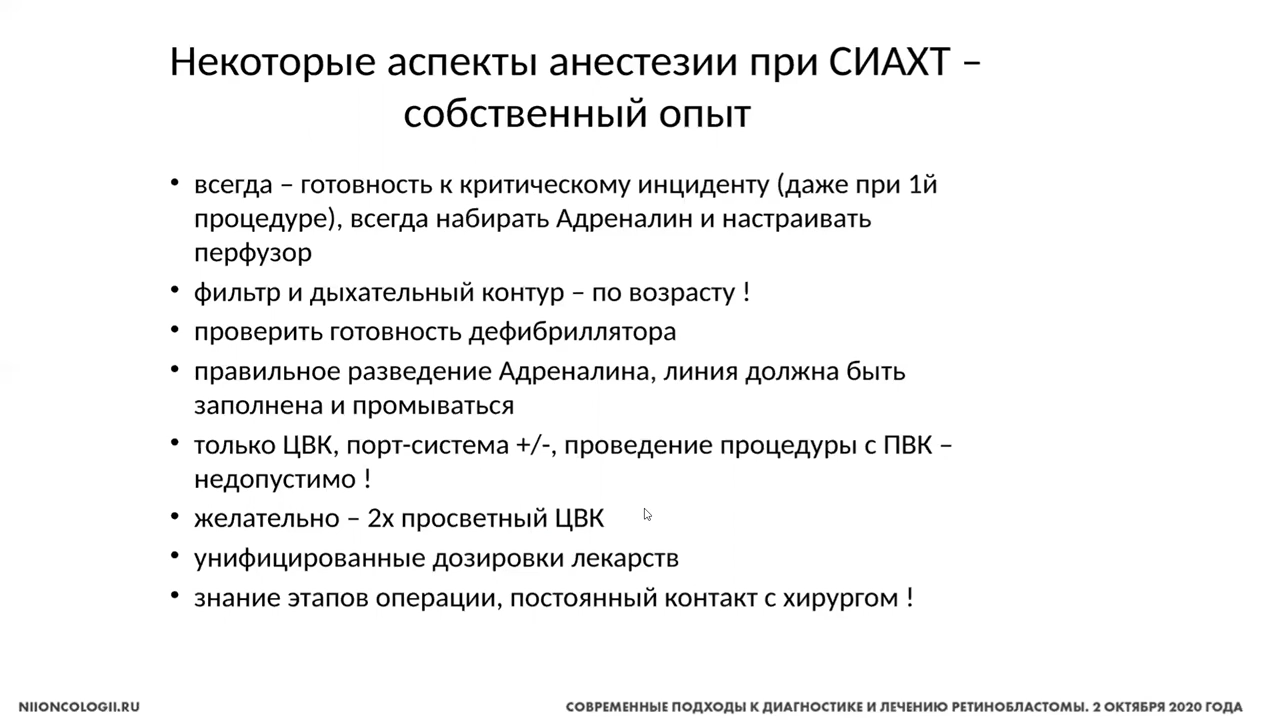 Некоторые аспекты анестезии при СИАХТ –
собственный опыт
• всегда – готовность к критическому инциденту (даже при 1й
процедуре), всегда набирать Адреналин и настраивать
перфузор
• фильтр и дыхательный контур – по возрасту !
• проверить готовность дефибриллятора
• правильное разведение Адреналина, линия должна быть
заполнена и промываться
• только ЦВК, порт-система +/-, проведение процедуры с ПВК –
недопустимо !
• желательно – 2х просветный ЦВК
• унифицированные дозировки лекарств
• знание этапов операции, постоянный контакт с хирургом !
NIIONCOLOGII.RU
СОВРЕМЕННЫЕ ПОДХОДЫ К ДИАГНОСТИКЕ И ЛЕЧЕНИЮ РЕТИНОБЛАСТОМЫ. 2 ОКТЯБРЯ 2020 ГОДА